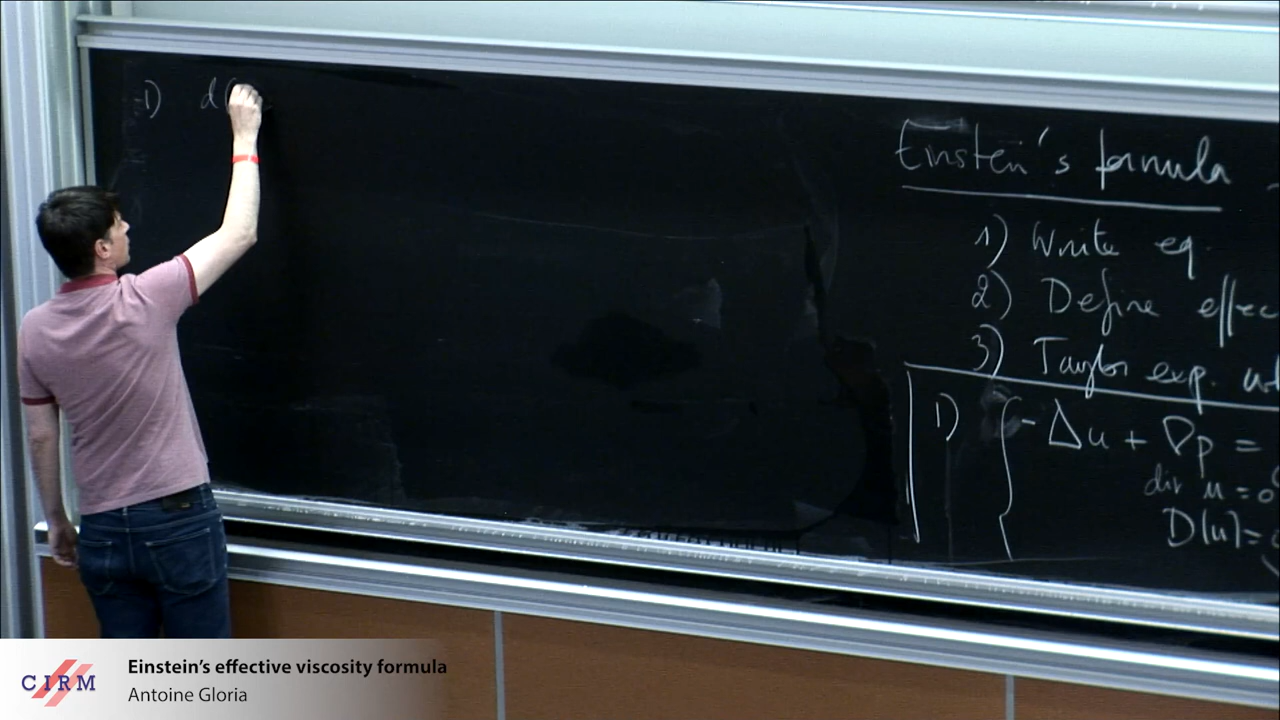 1) d(
Einstein's formula
1) Write eq.
2) Define effec
3) Taylor exp.
1) { -Δu + ∇p =
div u = 0
D(u) =
CIRM
Einstein's effective viscosity formula
Antoine Gloria